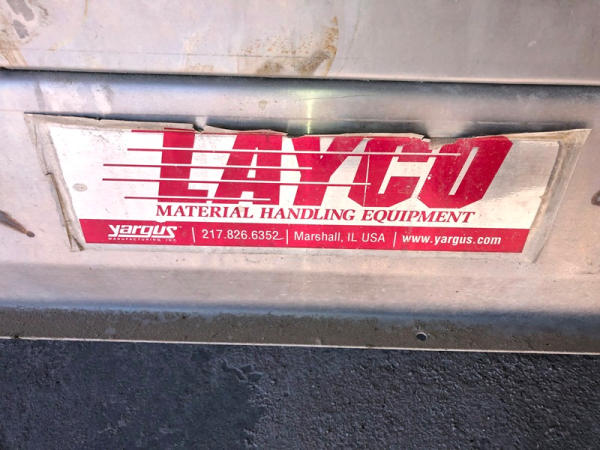 LAYCO
MATERIAL HANDLING EQUIPMENT
yargus
MANUFACTURING, INC.
217.826.6352 | Marshall, IL USA | www.yargus.com